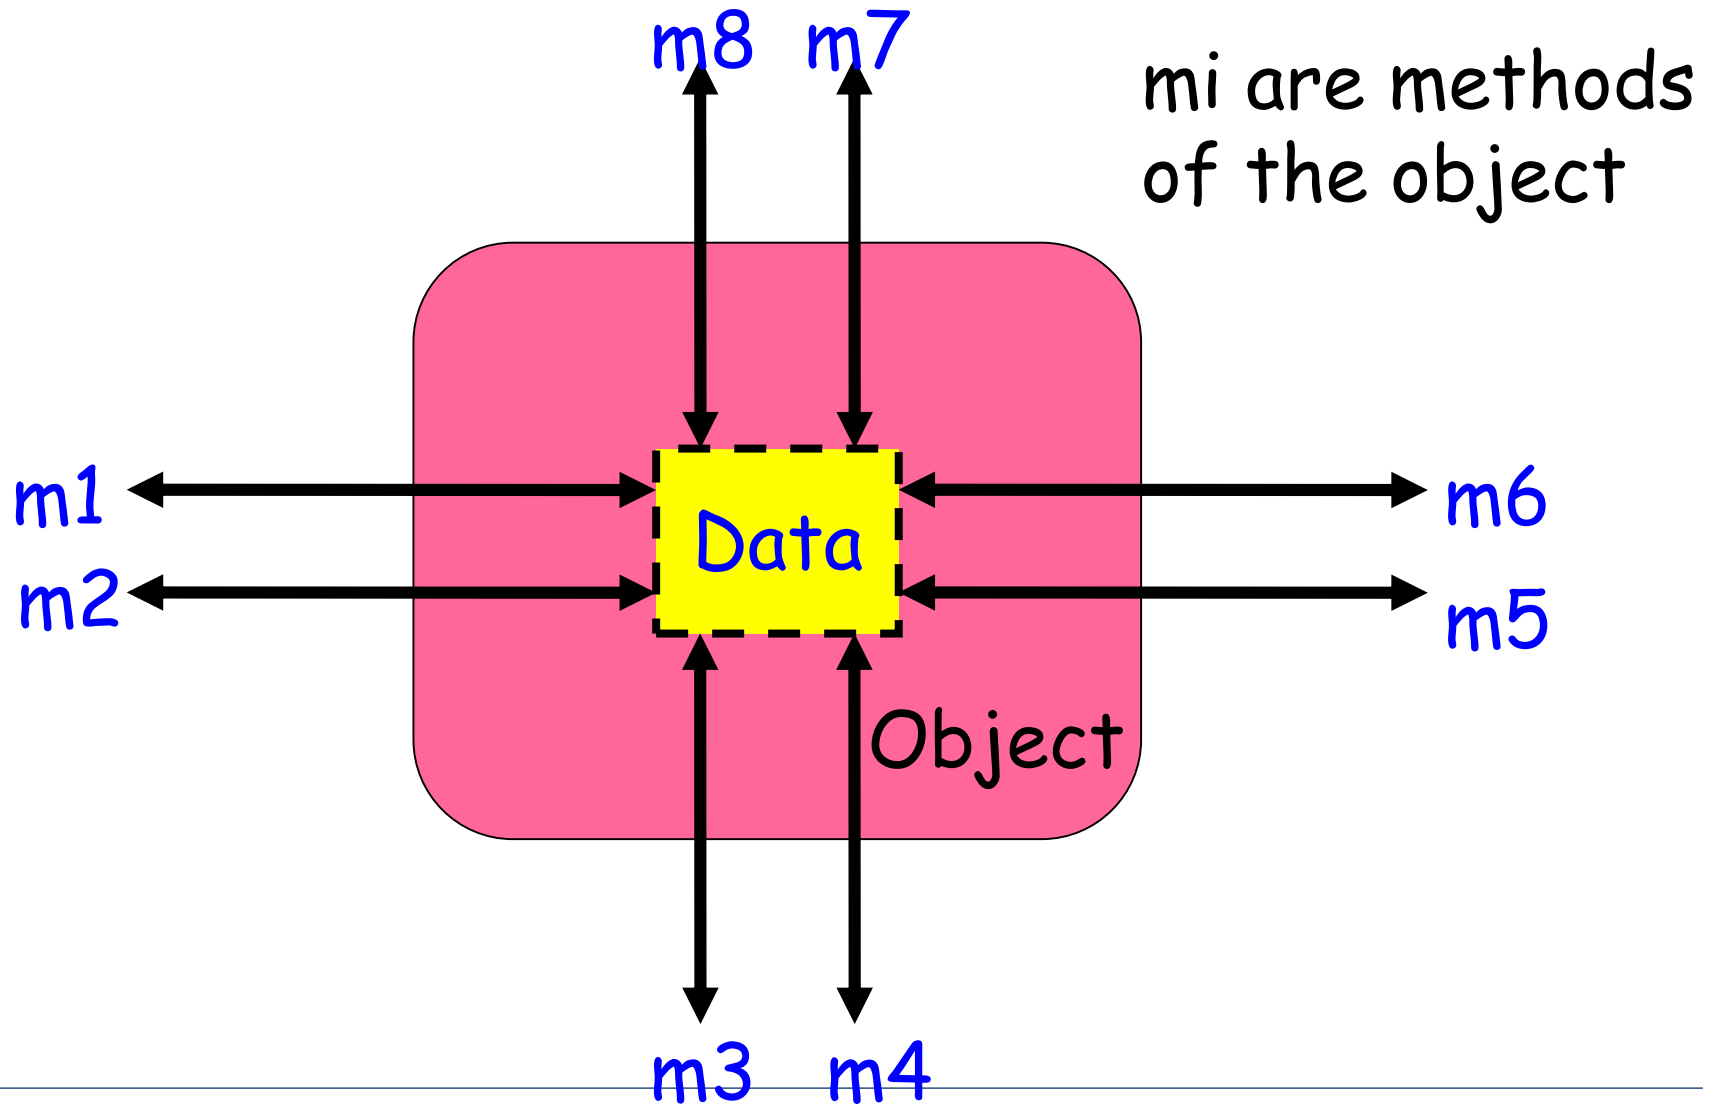 m8 m7
mi are methods
of the object
m1
m6
Data
m2
m5
Object
m3 m4